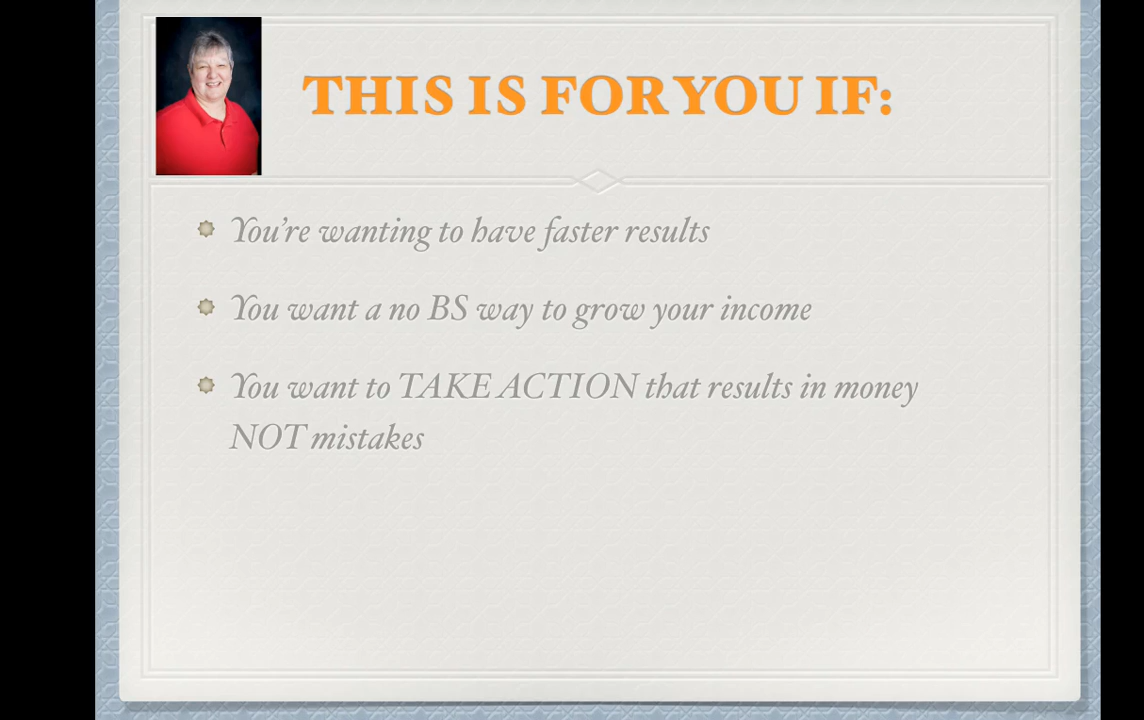 THIS IS FOR YOU IF:
You're wanting to have faster results
You want a no BS way to grow your income
You want to TAKE ACTION that results in money
NOT mistakes